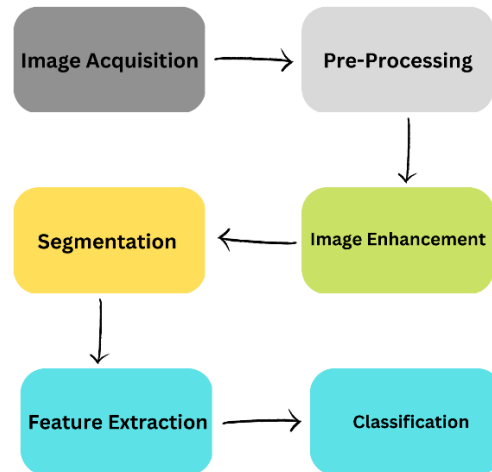 Image Acquisition
Pre-Processing
Image Enhancement
Segmentation
Feature Extraction
Classification